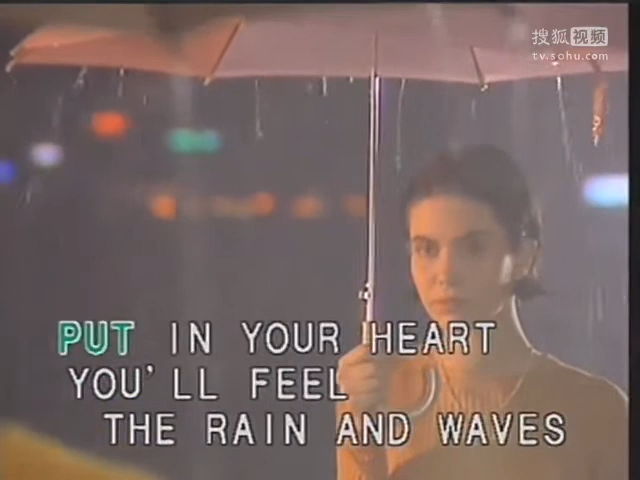 搜狐视频
tv.sohu.com
PUT IN YOUR HEART
YOU'LL FEEL
THE RAIN AND WAVES